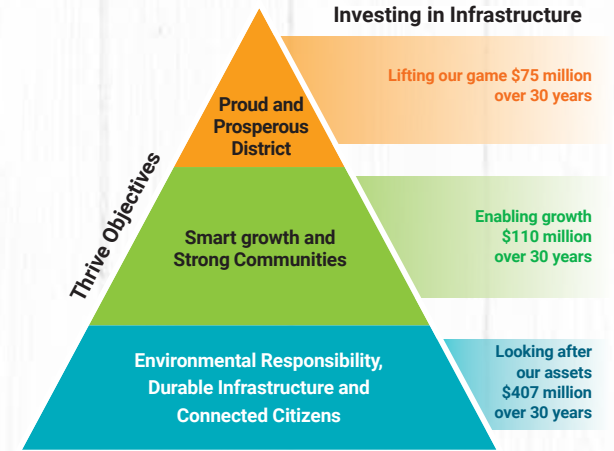 Investing in Infrastructure
Lifting our game $75 million
over 30 years
Proud and
Prosperous
District
Thrive Objectives
Enabling growth
$110 million
over 30 years
Smart growth and
Strong Communities
Looking after
our assets
$407 million
over 30 years
Environmental Responsibility,
Durable Infrastructure and
Connected Citizens